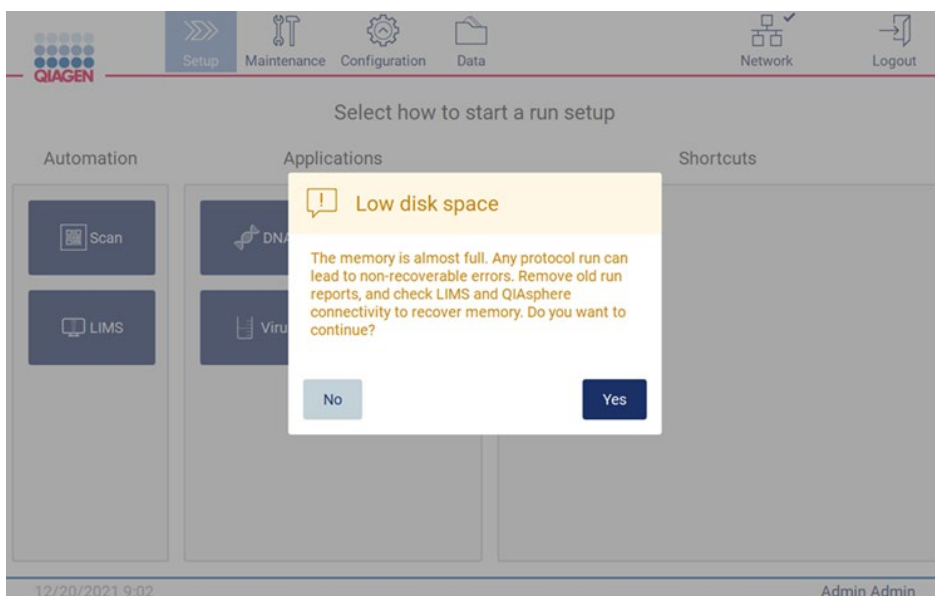 QIAGEN
Setup
Maintenance
Configuration
Data
Network
Logout
Select how to start a run setup
Automation
Applications
Shortcuts
Scan
LIMS
DNA
Viru
! Low disk space
The memory is almost full. Any protocol run can
lead to non-recoverable errors. Remove old run
reports, and check LIMS and QIAsphere
connectivity to recover memory. Do you want to
continue?
No
Yes
12/20/2021 9:02
Admin Admin